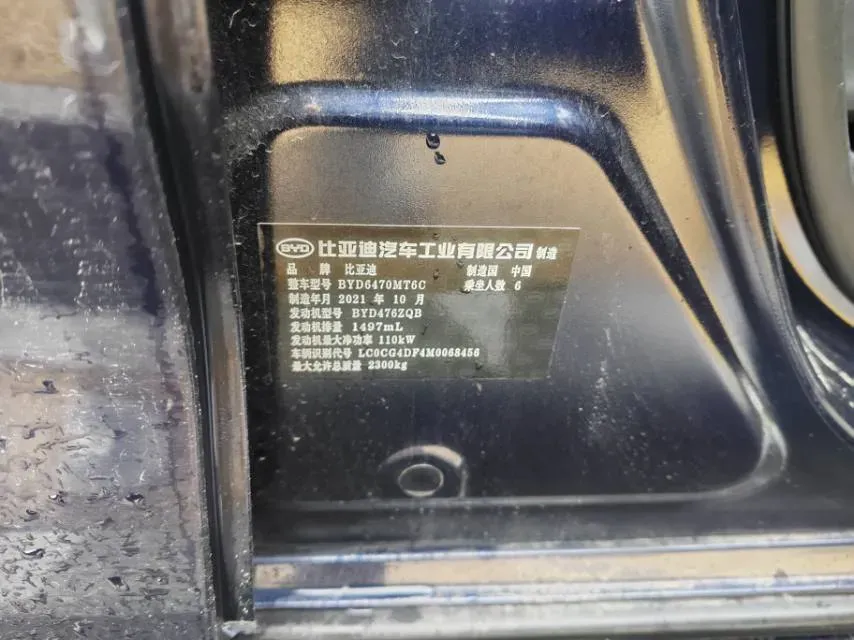 BYD 比亚迪汽车工业有限公司 制造
品 牌 比亚迪 制造国 中国
整车型号 BYD6470MT6C 乘坐人数 6
制造年月 2021 年 10 月
发动机型号 BYD476ZQB
发动机排量 1497mL
发动机最大净功率 110kW
车辆识别代号 LC0CG4DF4M0068456
最大允许总质量 2300kg